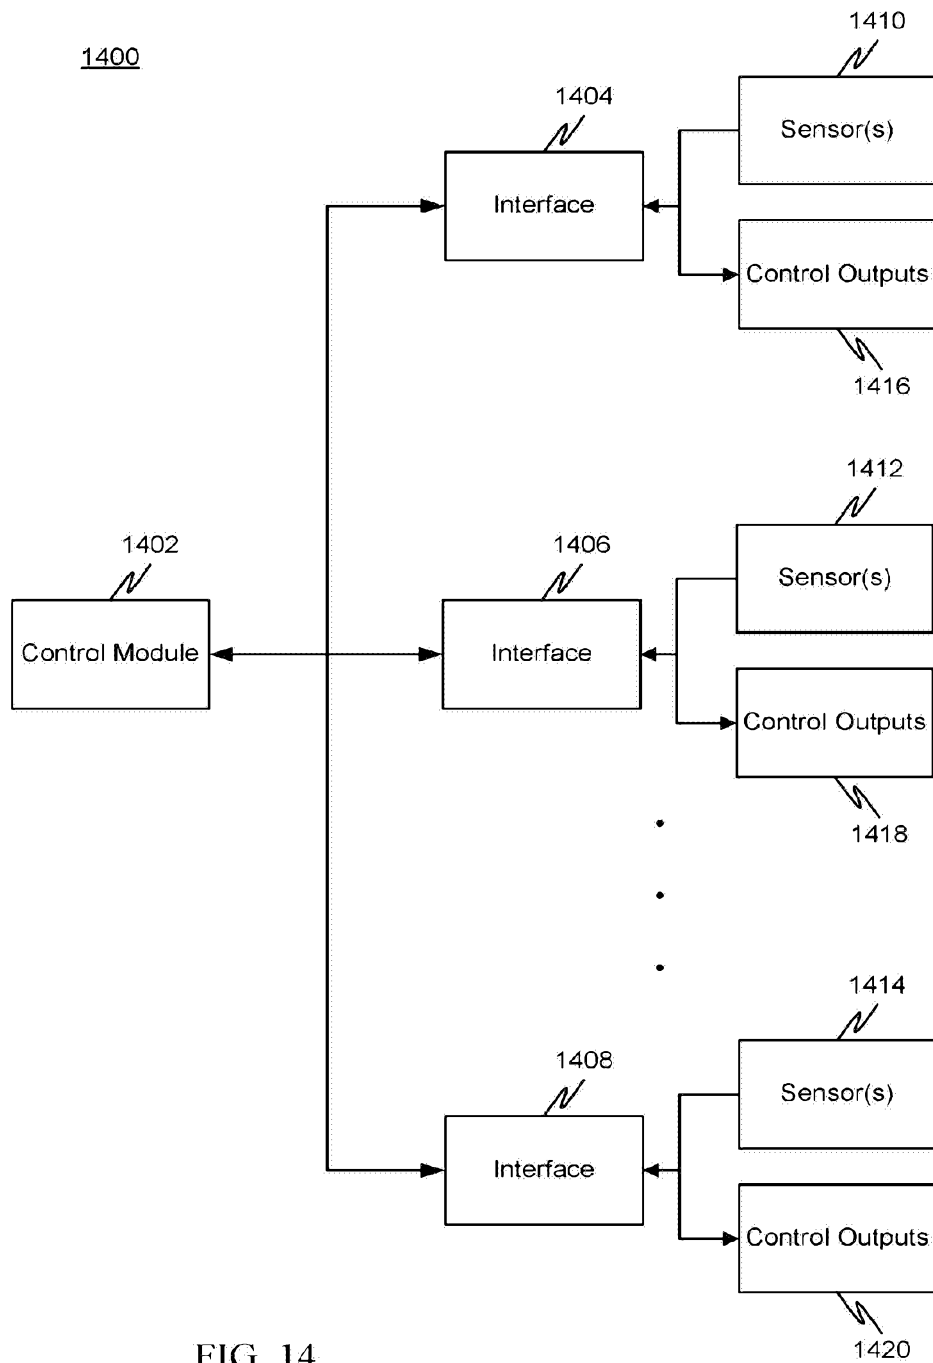 1400
1410
1404
Sensor(s)
Interface
Control Outputs
1416
1412
1402
1406
Sensor(s)
Control Module
Interface
Control Outputs
1418
1414
1408
Sensor(s)
Interface
Control Outputs
1420
FIG. 14